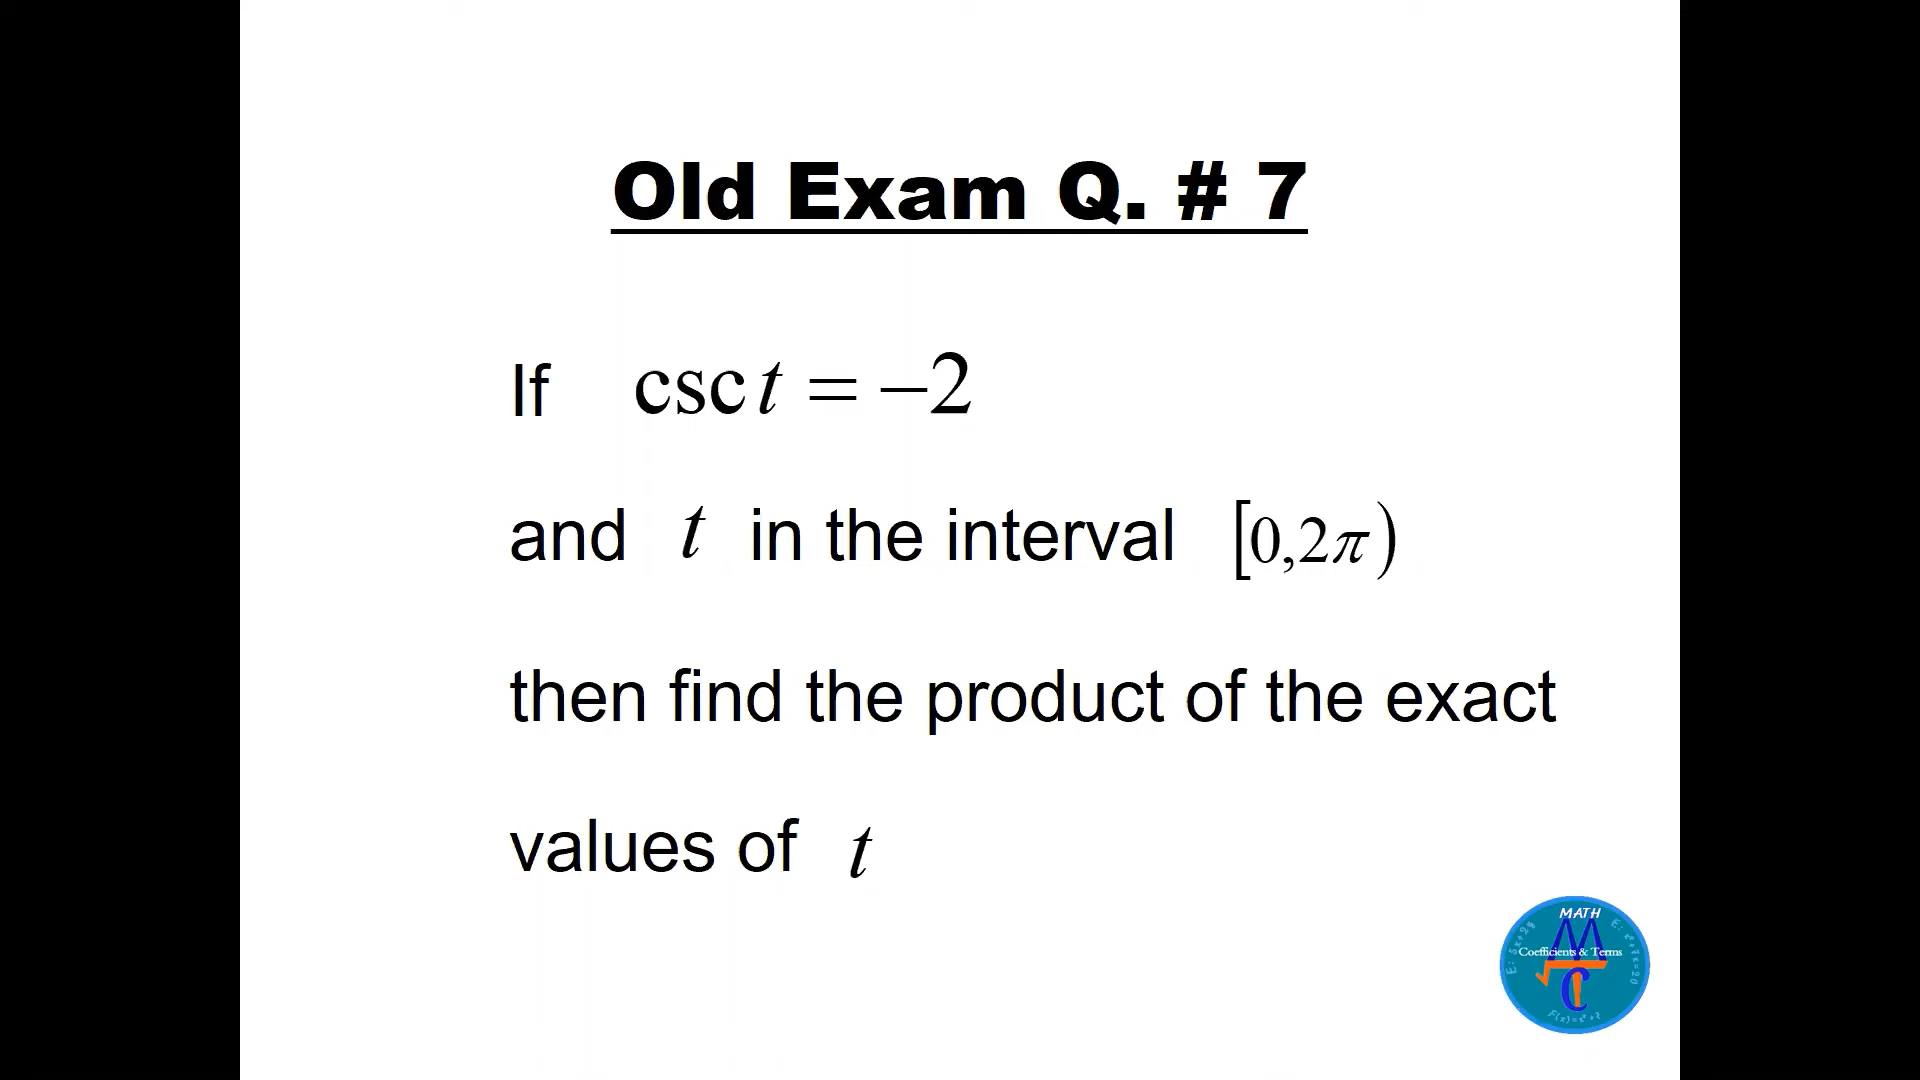 Old Exam Q. # 7
If csc t = −2
and t in the interval [0,2π)
then find the product of the exact
values of t
MATH
Coefficients & Terms